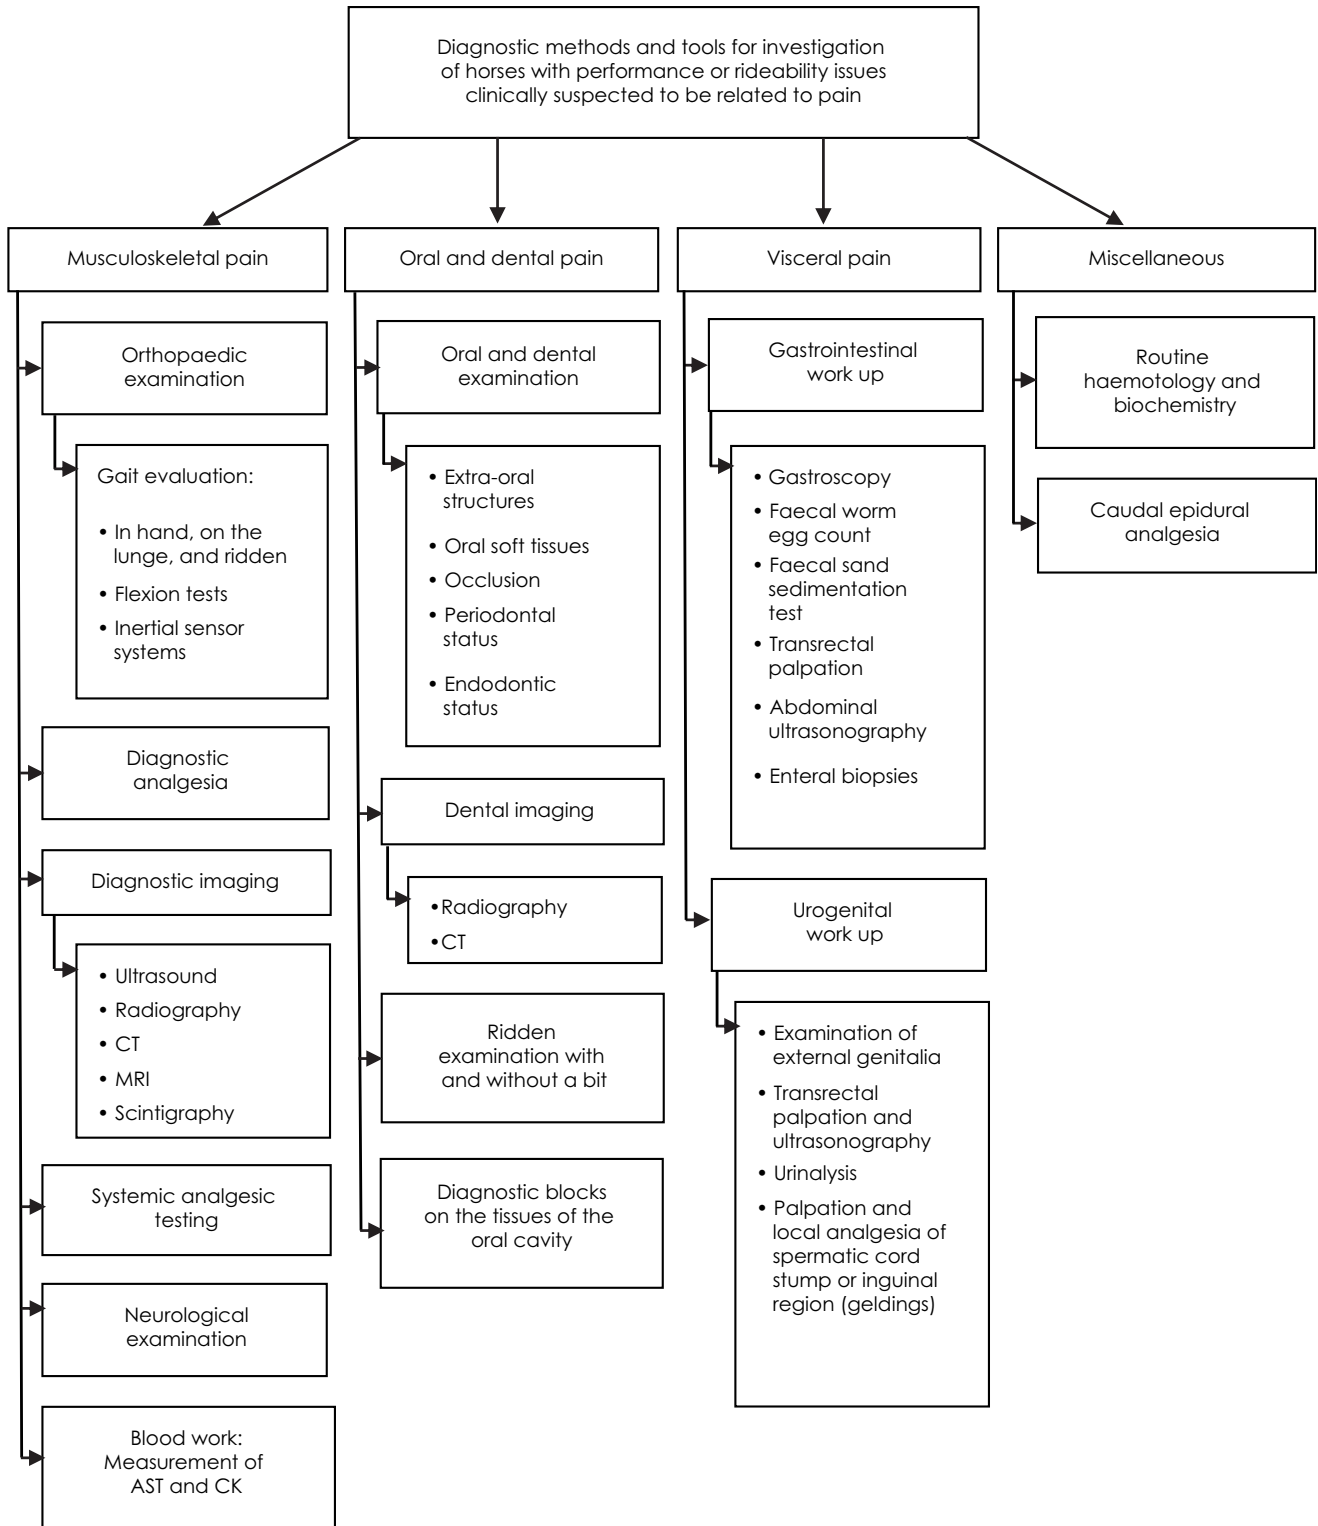 Diagnostic methods and tools for investigation
of horses with performance or rideability issues
clinically suspected to be related to pain
Musculoskeletal pain
Orthopaedic
examination
Gait evaluation:
• In hand, on the
lunge, and ridden
• Flexion tests
• Inertial sensor
systems
Diagnostic
analgesia
Diagnostic imaging
• Ultrasound
• Radiography
• CT
• MRI
• Scintigraphy
Systemic analgesic
testing
Neurological
examination
Blood work:
Measurement of
AST and CK
Oral and dental pain
Oral and dental
examination
• Extra-oral
structures
• Oral soft tissues
• Occlusion
• Periodontal
status
• Endodontic
status
Dental imaging
•Radiography
•CT
Ridden
examination with
and without a bit
Diagnostic blocks
on the tissues of the
oral cavity
Visceral pain
Gastrointestinal
work up
• Gastroscopy
• Faecal worm
egg count
• Faecal sand
sedimentation
test
• Transrectal
palpation
• Abdominal
ultrasonography
• Enteral biopsies
Urogenital
work up
• Examination of
external genitalia
• Transrectal
palpation and
ultrasonography
• Urinalysis
• Palpation and
local analgesia of
spermatic cord
stump or inguinal
region (geldings)
Miscellaneous
Routine
haemotology and
biochemistry
Caudal epidural
analgesia